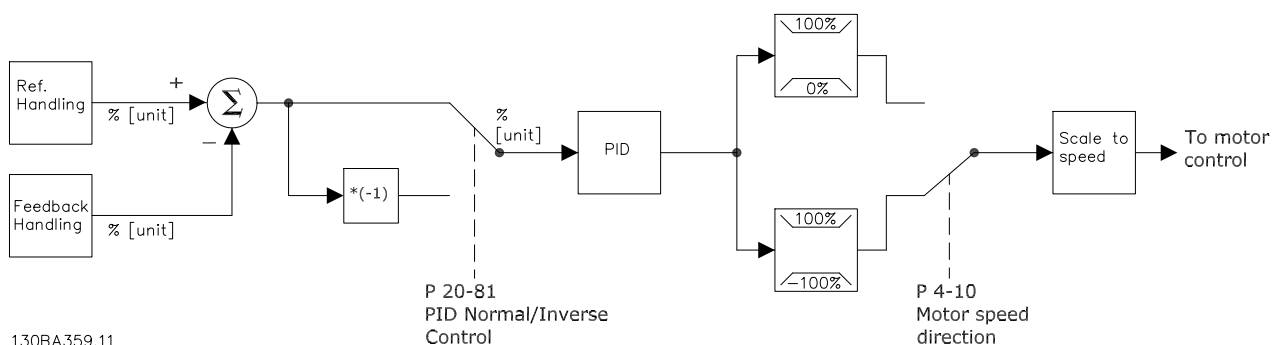 Ref.
Handling
+
% [unit]
Σ
−
Feedback
Handling
% [unit]
*(-1)
%
[unit]
PID
100%
0%
100%
-100%
Scale to
speed
To motor
control
P 20-81
PID Normal/Inverse
Control
P 4-10
Motor speed
direction
130BA359.11